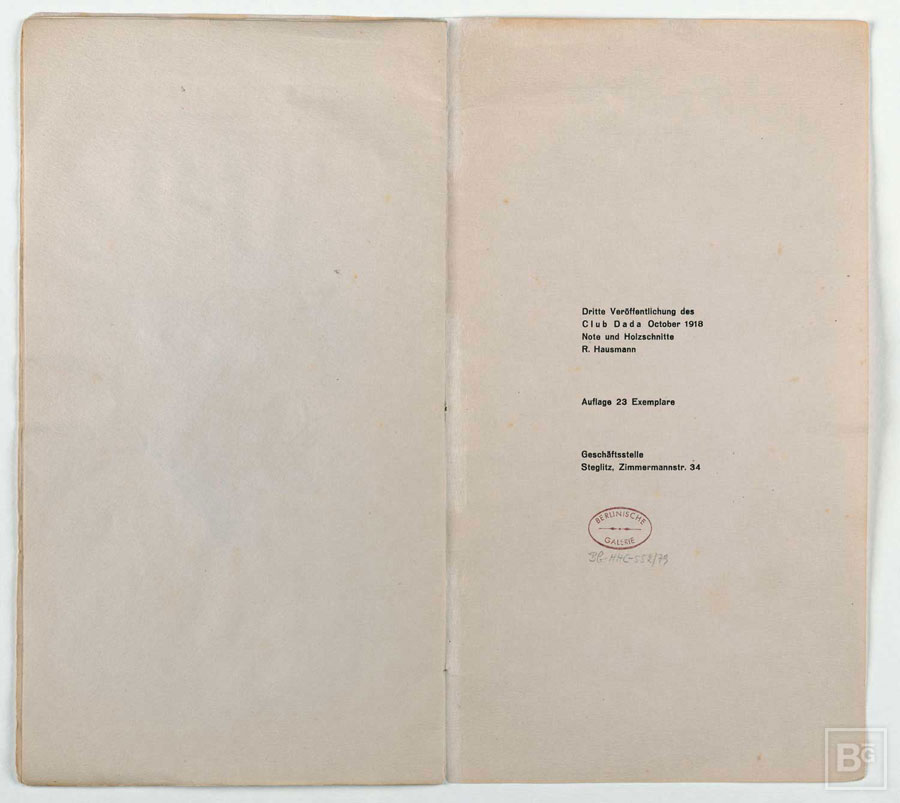 Dritte Veröffentlichung des
Club Dada October 1918
Note und Holzschnitte
R. Hausmann
Auflage 23 Exemplare
Geschäftsstelle
Steglitz, Zimmermannstr. 34
BERLINISCHE
GALERIE
BG-HHC-552/79
BG